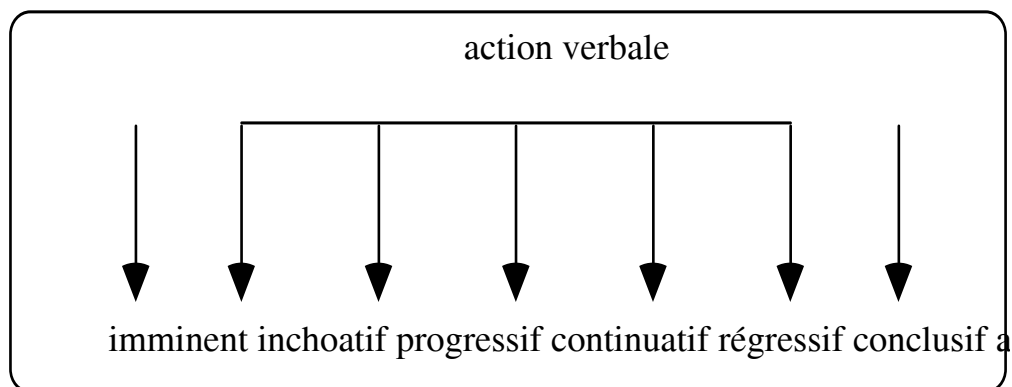 action verbale
imminent inchoatif progressif continuatif régressif conclusif a